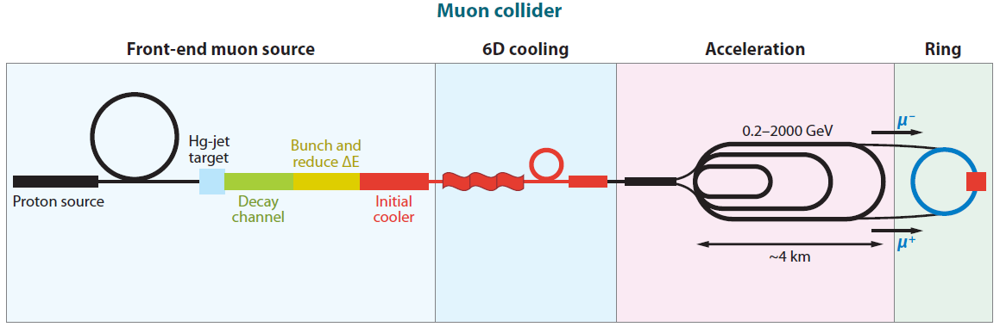 Muon collider
Front-end muon source
6D cooling
Acceleration
Ring
Hg-jet
target
Bunch and
reduce ΔE
Proton source
Decay
channel
Initial
cooler
0.2–2000 GeV
~4 km
μ−
μ+